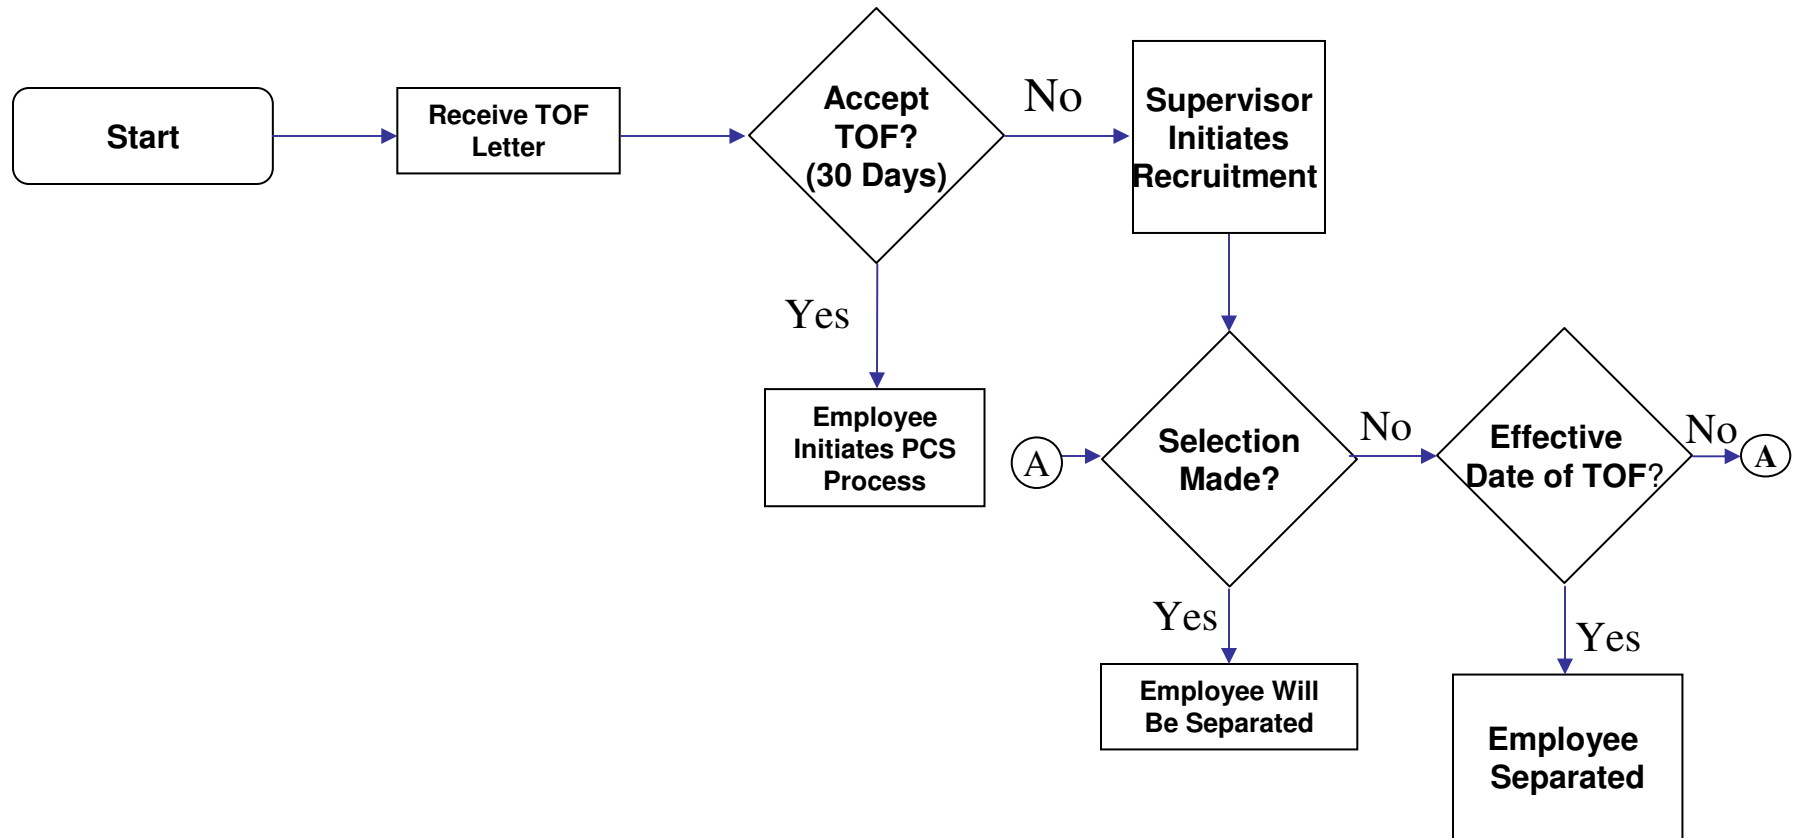 Start
Receive TOF
Letter
Accept
TOF?
(30 Days)
No
Supervisor
Initiates
Recruitment
Yes
Employee
Initiates PCS
Process
A
Selection
Made?
No
Effective
Date of TOF?
No
A
Yes
Employee Will
Be Separated
Yes
Employee
Separated